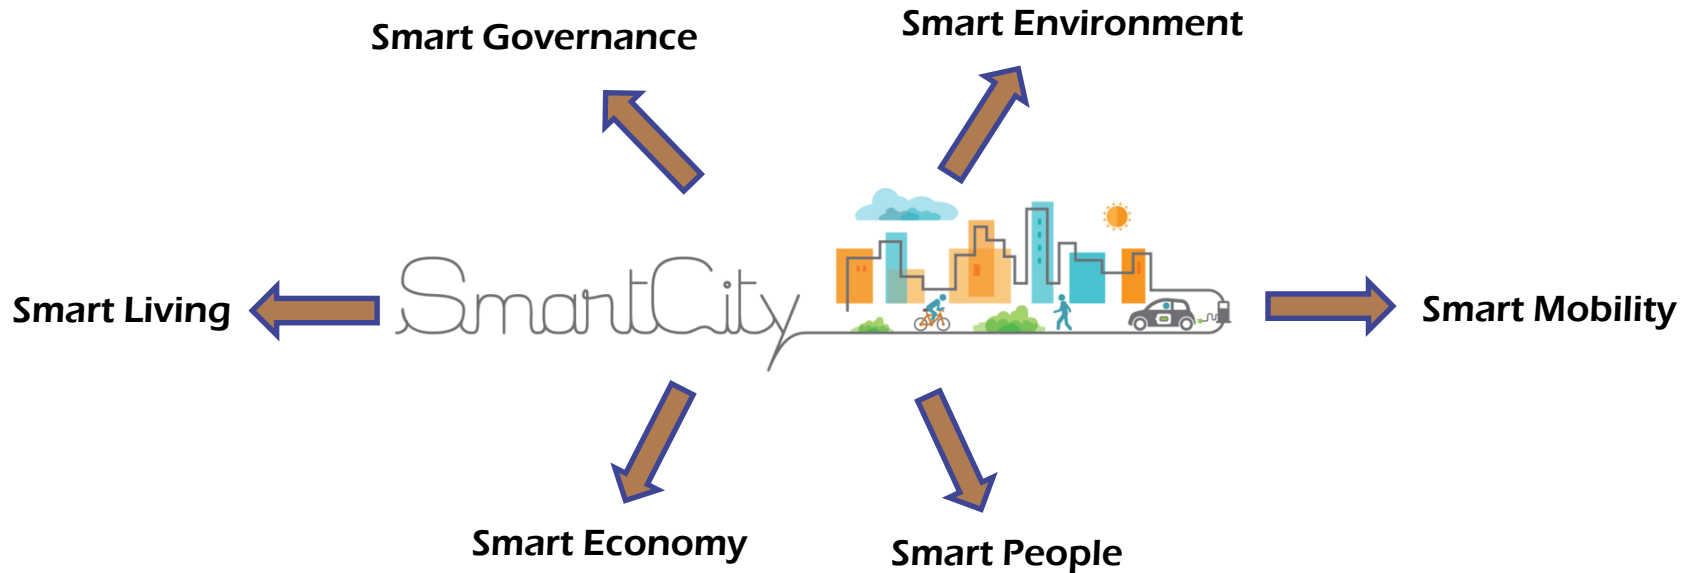 Smart Governance
Smart Environment
Smart Living
SmartCity
Smart Mobility
Smart Economy
Smart People